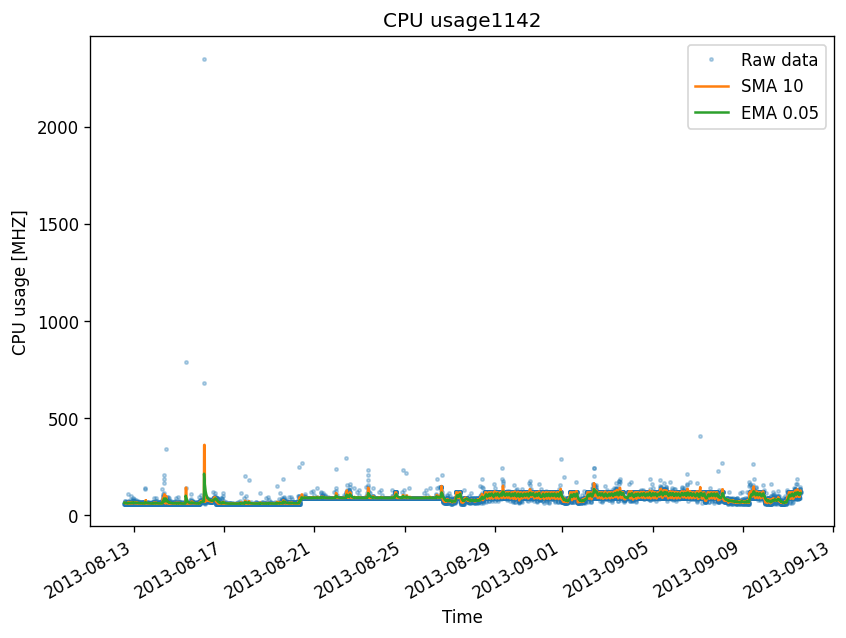 CPU usage1142
Raw data
SMA 10
EMA 0.05
2000
1500
1000
500
0
CPU usage [MHZ]
2013-08-13
2013-08-17
2013-08-21
2013-08-25
2013-08-29
2013-09-01
2013-09-05
2013-09-09
2013-09-13
Time